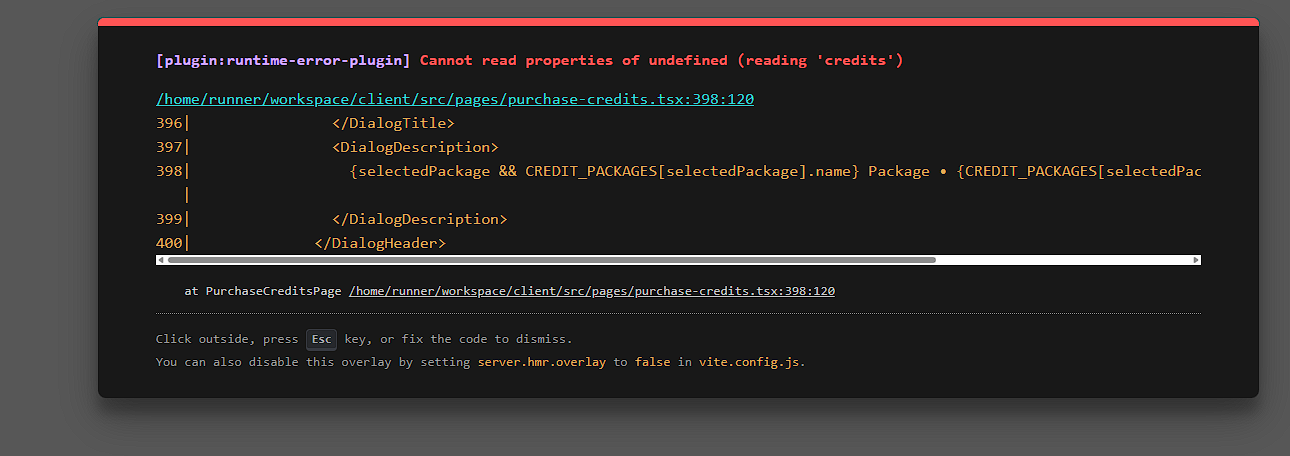 [plugin:runtime-error-plugin] Cannot read properties of undefined (reading 'credits')
/home/runner/workspace/client/src/pages/purchase-credits.tsx:398:120
396|                </DialogTitle>
397|                <DialogDescription>
398|                  {selectedPackage && CREDIT_PACKAGES[selectedPackage].name} Package • {CREDIT_PACKAGES[selectedPac
|
399|                </DialogDescription>
400|              </DialogHeader>
at PurchaseCreditsPage /home/runner/workspace/client/src/pages/purchase-credits.tsx:398:120
Click outside, press Esc key, or fix the code to dismiss.
You can also disable this overlay by setting server.hmr.overlay to false in vite.config.js.